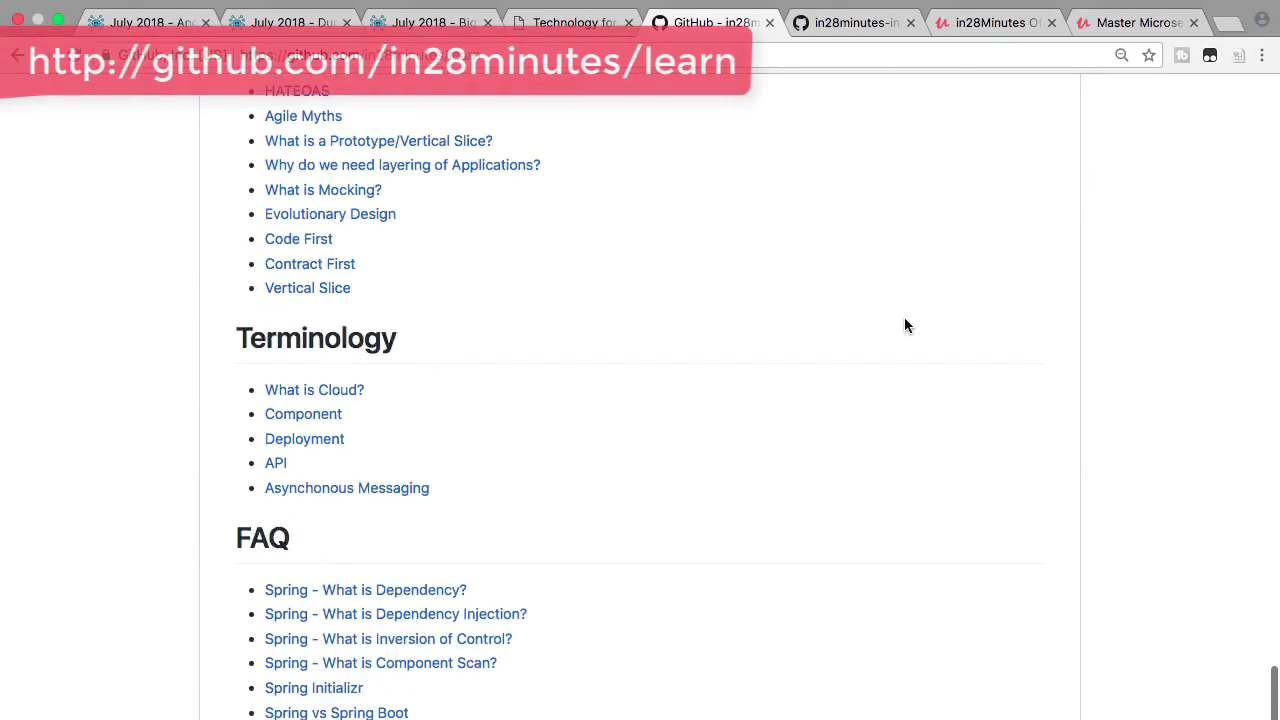 July 2018 - And
July 2018 - Du
July 2018 - Big
Technology for
GitHub - in28m
in28minutes-in
in28Minutes Of
Master Microse
http://github.com/in28minutes/learn
HATEOAS
Agile Myths
What is a Prototype/Vertical Slice?
Why do we need layering of Applications?
What is Mocking?
Evolutionary Design
Code First
Contract First
Vertical Slice
Terminology
What is Cloud?
Component
Deployment
API
Asynchonous Messaging
FAQ
Spring - What is Dependency?
Spring - What is Dependency Injection?
Spring - What is Inversion of Control?
Spring - What is Component Scan?
Spring Initializr
Spring vs Spring Boot